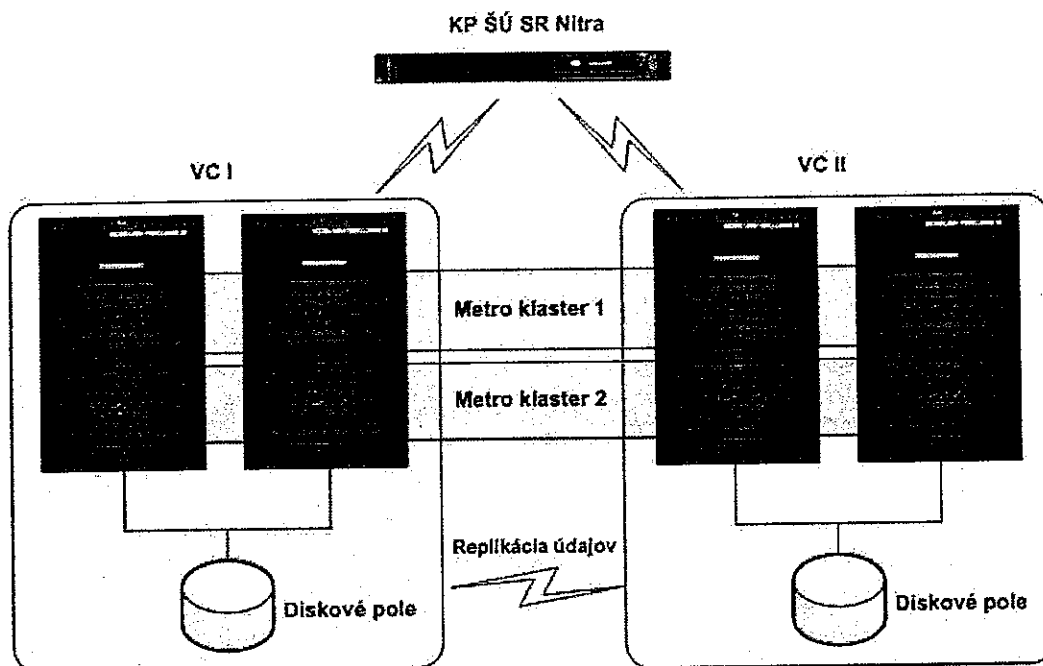 KP ŠÚ SR Nitra
VC I
VC II
Metro klaster 1
Metro klaster 2
Replikácia údajov
Diskové pole
Diskové pole